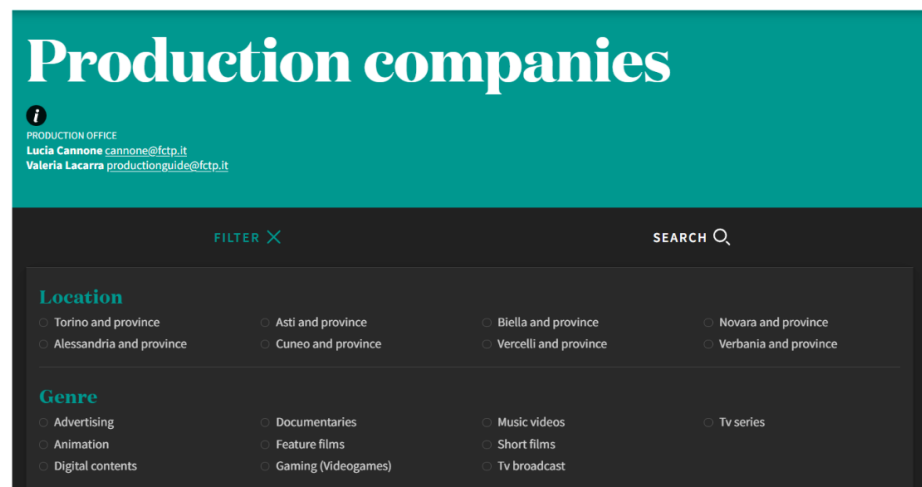 Production companies
i
PRODUCTION OFFICE
Lucia Cannone cannone@fctp.it
Valeria Lacarra productionguide@fctp.it
FILTER SEARCH
Location
Torino and province Asti and province Biella and province Novara and province
Alessandria and province Cuneo and province Vercelli and province Verbania and province
Genre
Advertising Documentaries Music videos Tv series
Animation Feature films Short films
Digital contents Gaming (Videogames) Tv broadcast